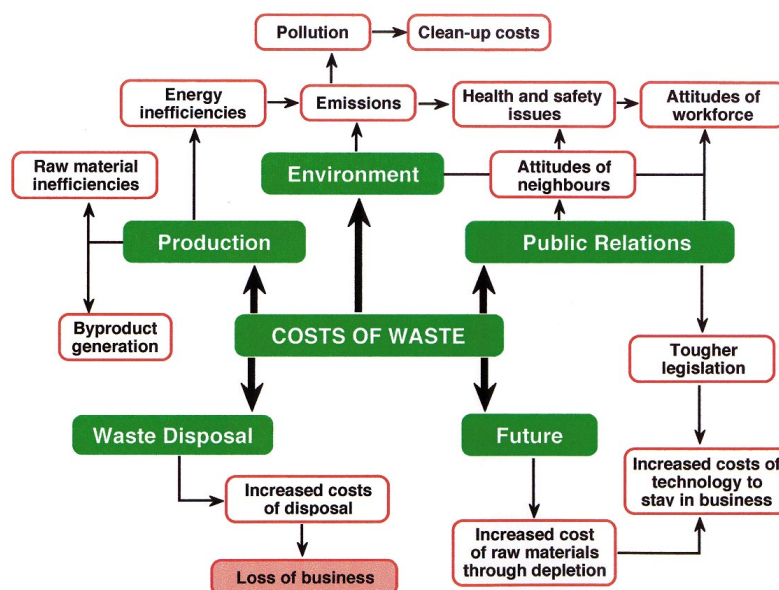 Pollution
Clean-up costs
Energy
inefficiencies
Emissions
Health and safety
issues
Attitudes of
workforce
Raw material
inefficiencies
Environment
Attitudes of
neighbours
Production
Public Relations
Byproduct
generation
COSTS OF WASTE
Tougher
legislation
Waste Disposal
Future
Increased costs
of disposal
Increased costs of
technology to
stay in business
Increased cost
of raw materials
through depletion
Loss of business